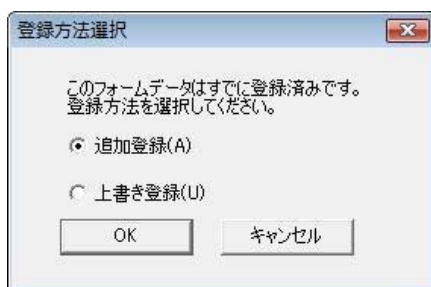 登録方法選択
このフォームデータはすでに登録済みです。
登録方法を選択してください。
追加登録(A)
上書き登録(U)
OK キャンセル